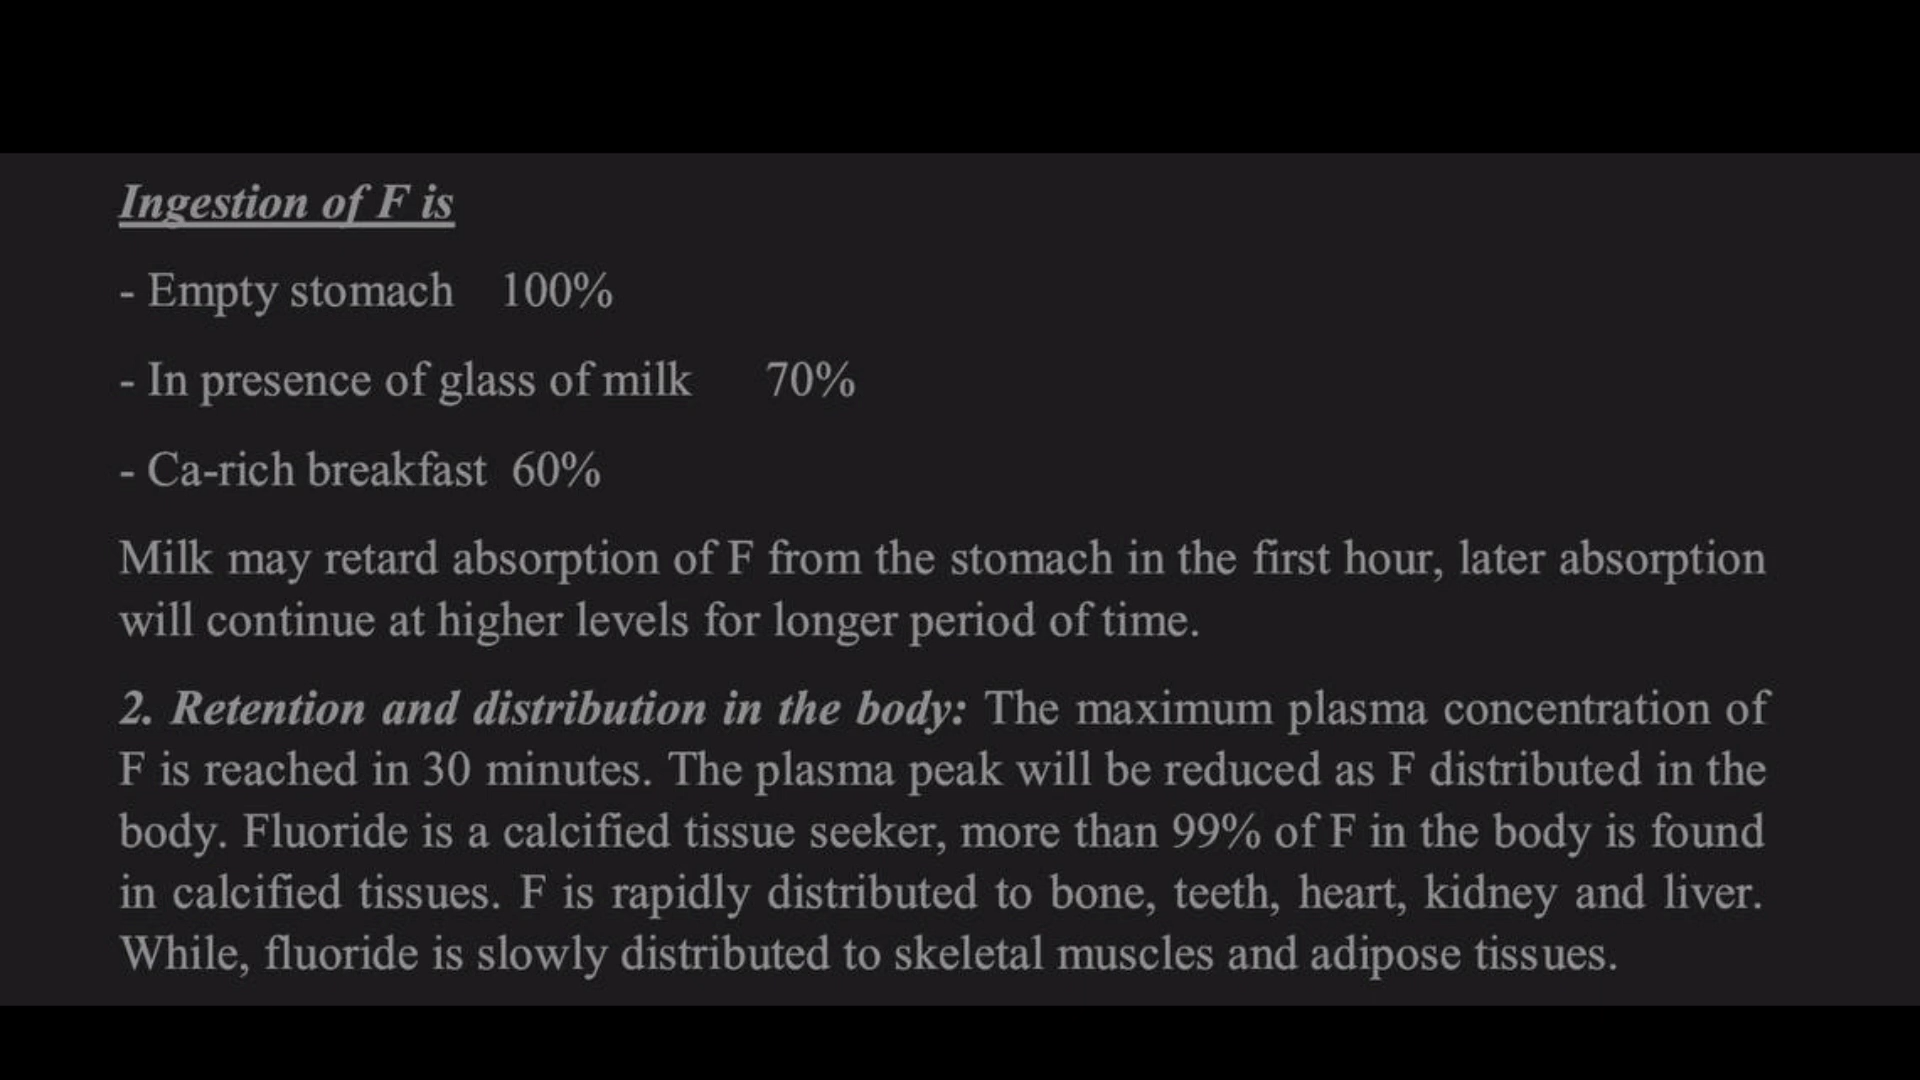 Ingestion of F is
- Empty stomach 100%
- In presence of glass of milk 70%
- Ca-rich breakfast 60%
Milk may retard absorption of F from the stomach in the first hour, later absorption
will continue at higher levels for longer period of time.
2. Retention and distribution in the body: The maximum plasma concentration of
F is reached in 30 minutes. The plasma peak will be reduced as F distributed in the
body. Fluoride is a calcified tissue seeker, more than 99% of F in the body is found
in calcified tissues. F is rapidly distributed to bone, teeth, heart, kidney and liver.
While, fluoride is slowly distributed to skeletal muscles and adipose tissues.